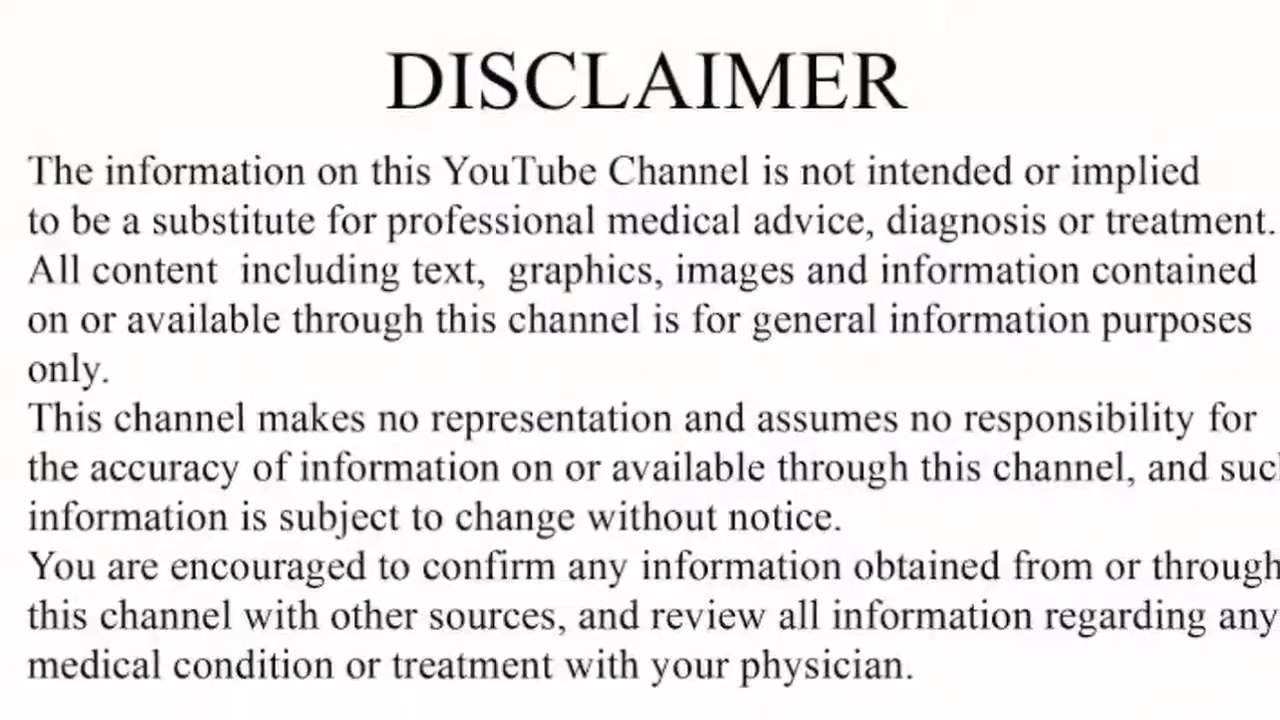 DISCLAIMER
The information on this YouTube Channel is not intended or implied
to be a substitute for professional medical advice, diagnosis or treatment.
All content including text, graphics, images and information contained
on or available through this channel is for general information purposes
only.
This channel makes no representation and assumes no responsibility for
the accuracy of information on or available through this channel, and such
information is subject to change without notice.
You are encouraged to confirm any information obtained from or through
this channel with other sources, and review all information regarding any
medical condition or treatment with your physician.